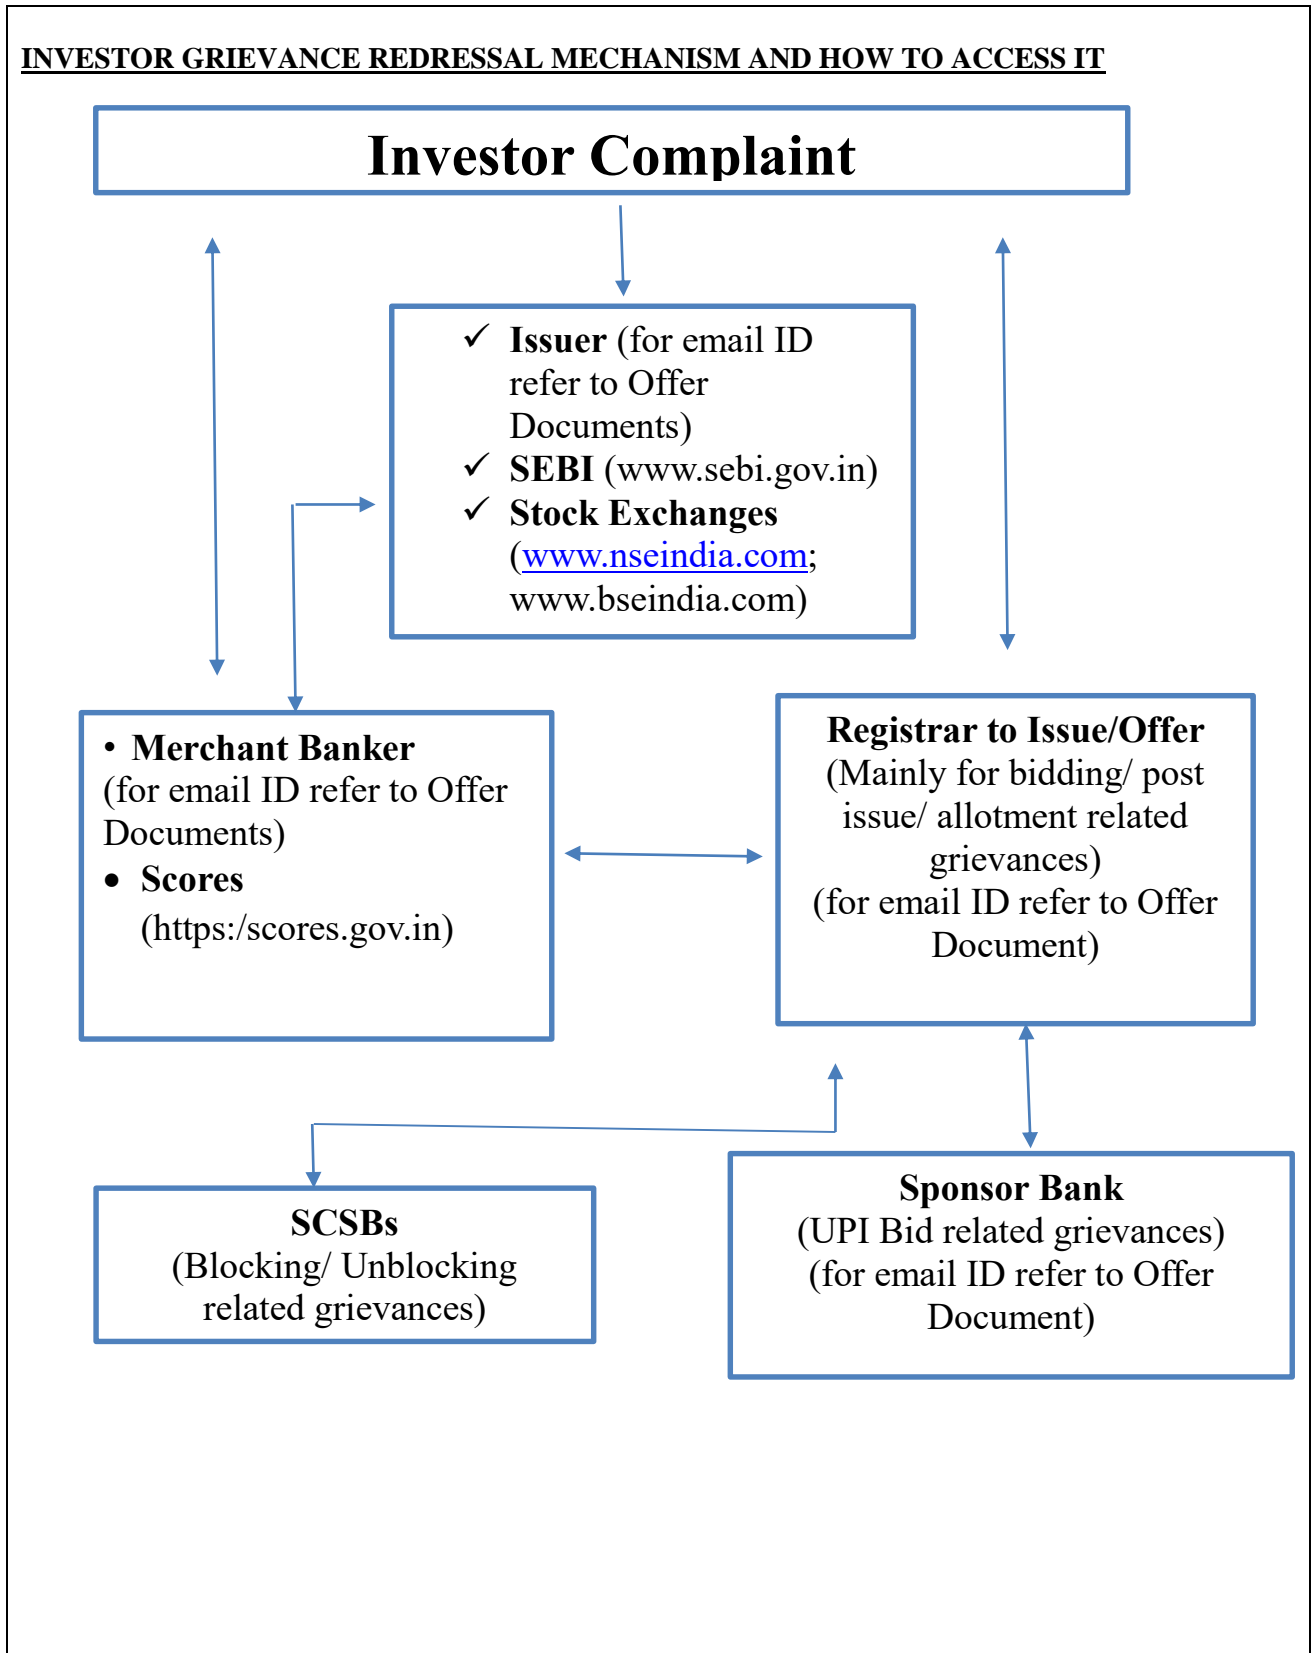 INVESTOR GRIEVANCE REDRESSAL MECHANISM AND HOW TO ACCESS IT
Investor Complaint
✓ Issuer (for email ID
refer to Offer
Documents)
✓ SEBI (www.sebi.gov.in)
✓ Stock Exchanges
(www.nseindia.com;
www.bseindia.com)
• Merchant Banker
(for email ID refer to Offer
Documents)
• Scores
(https:/scores.gov.in)
Registrar to Issue/Offer
(Mainly for bidding/ post
issue/ allotment related
grievances)
(for email ID refer to Offer
Document)
SCSBs
(Blocking/ Unblocking
related grievances)
Sponsor Bank
(UPI Bid related grievances)
(for email ID refer to Offer
Document)